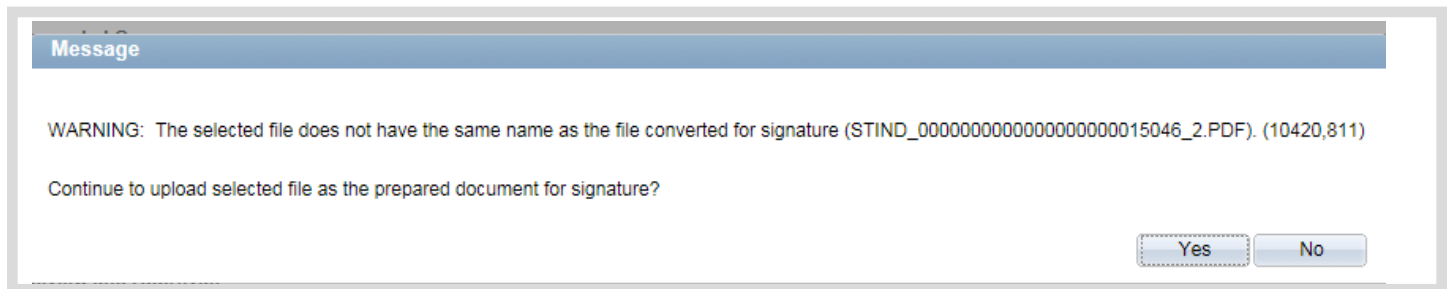 Message
WARNING:  The selected file does not have the same name as the file converted for signature (STIND_0000000000000000000015046_2.PDF). (10420,811)
Continue to upload selected file as the prepared document for signature?
Yes No